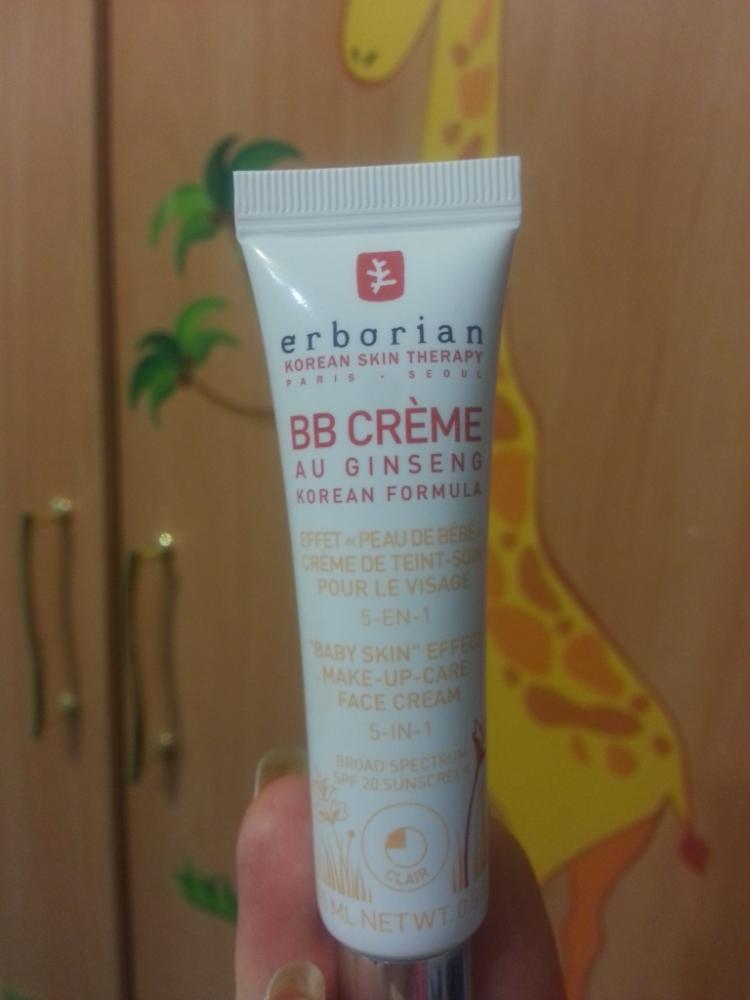 erborian
KOREAN SKIN THERAPY
PARIS - SEOUL
BB CRÈME
AU GINSENG
KOREAN FORMULA
EFFET «PEAU DE BÉBÉ»
CRÈME DE TEINT-SOIN
POUR LE VISAGE
5-EN-1
"BABY SKIN" EFFECT
MAKE-UP-CARE
FACE CREAM
5-IN-1
BROAD SPECTRUM
SPF 20 SUNSCREEN
CLAIR
ML NET WT.